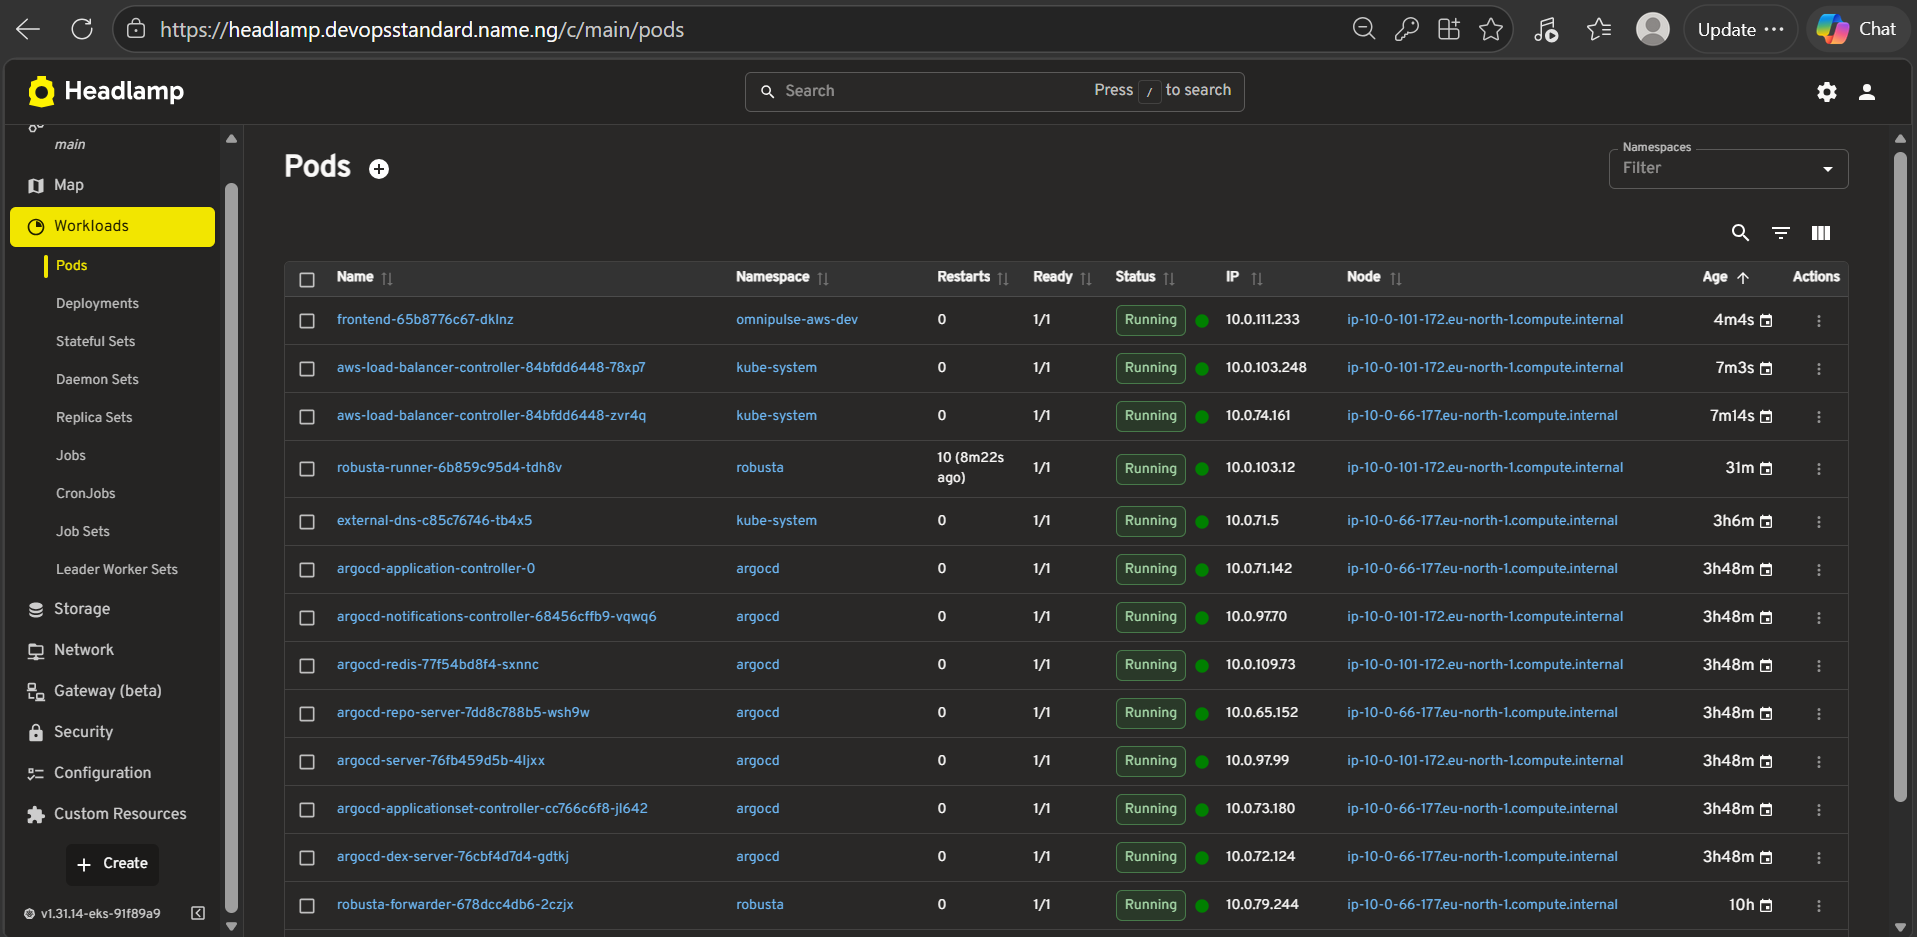 https://headlamp.devopsstandard.name.ng/c/main/pods
Update
Chat
Headlamp
Search
Press / to search
main
Map
Workloads
Pods
Deployments
Stateful Sets
Daemon Sets
Replica Sets
Jobs
CronJobs
Job Sets
Leader Worker Sets
Storage
Network
Gateway (beta)
Security
Configuration
Custom Resources
+ Create
v1.31.14-eks-91f89a9
Pods
Namespaces
Filter
Name Namespace Restarts Ready Status IP Node Age Actions
frontend-65b8776c67-dklnz omnipulse-aws-dev 0 1/1 Running 10.0.111.233 ip-10-0-101-172.eu-north-1.compute.internal 4m4s
aws-load-balancer-controller-84bfdd6448-78xp7 kube-system 0 1/1 Running 10.0.103.248 ip-10-0-101-172.eu-north-1.compute.internal 7m3s
aws-load-balancer-controller-84bfdd6448-zvr4q kube-system 0 1/1 Running 10.0.74.161 ip-10-0-66-177.eu-north-1.compute.internal 7m14s
robusta-runner-6b859c95d4-tdh8v robusta 10 (8m22s ago) 1/1 Running 10.0.103.12 ip-10-0-101-172.eu-north-1.compute.internal 31m
external-dns-c85c76746-tb4x5 kube-system 0 1/1 Running 10.0.71.5 ip-10-0-66-177.eu-north-1.compute.internal 3h6m
argocd-application-controller-0 argocd 0 1/1 Running 10.0.71.142 ip-10-0-66-177.eu-north-1.compute.internal 3h48m
argocd-notifications-controller-68456cffb9-vqwq6 argocd 0 1/1 Running 10.0.97.70 ip-10-0-101-172.eu-north-1.compute.internal 3h48m
argocd-redis-77f54bd8f4-sxnnc argocd 0 1/1 Running 10.0.109.73 ip-10-0-101-172.eu-north-1.compute.internal 3h48m
argocd-repo-server-7dd8c788b5-wsh9w argocd 0 1/1 Running 10.0.65.152 ip-10-0-66-177.eu-north-1.compute.internal 3h48m
argocd-server-76fb459d5b-4ljxx argocd 0 1/1 Running 10.0.97.99 ip-10-0-101-172.eu-north-1.compute.internal 3h48m
argocd-applicationset-controller-cc766c6f8-jl642 argocd 0 1/1 Running 10.0.73.180 ip-10-0-66-177.eu-north-1.compute.internal 3h48m
argocd-dex-server-76cbf4d7d4-gdtkj argocd 0 1/1 Running 10.0.72.124 ip-10-0-66-177.eu-north-1.compute.internal 3h48m
robusta-forwarder-678dcc4db6-2czjx robusta 0 1/1 Running 10.0.79.244 ip-10-0-66-177.eu-north-1.compute.internal 10h